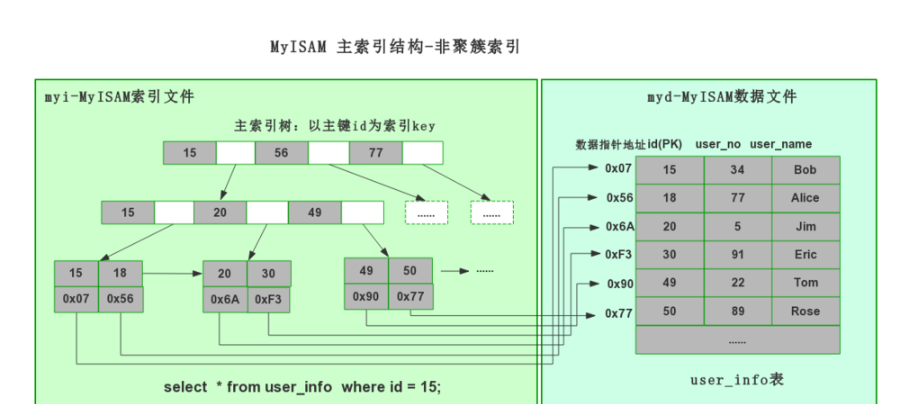 MyISAM 主索引结构-非聚簇索引
myi-MyISAM索引文件
主索引树：以主键id为索引key
15 56 77
15 20 49 ...... ......
15 18 20 30 49 50 ......
0x07 0x56 0x6A 0xF3 0x90 0x77
select * from user_info where id = 15;
myd-MyISAM数据文件
数据指针地址 id(PK) user_no user_name
0x07 15 34 Bob
0x56 18 77 Alice
0x6A 20 5 Jim
0xF3 30 91 Eric
0x90 49 22 Tom
0x77 50 89 Rose
......
user_info表